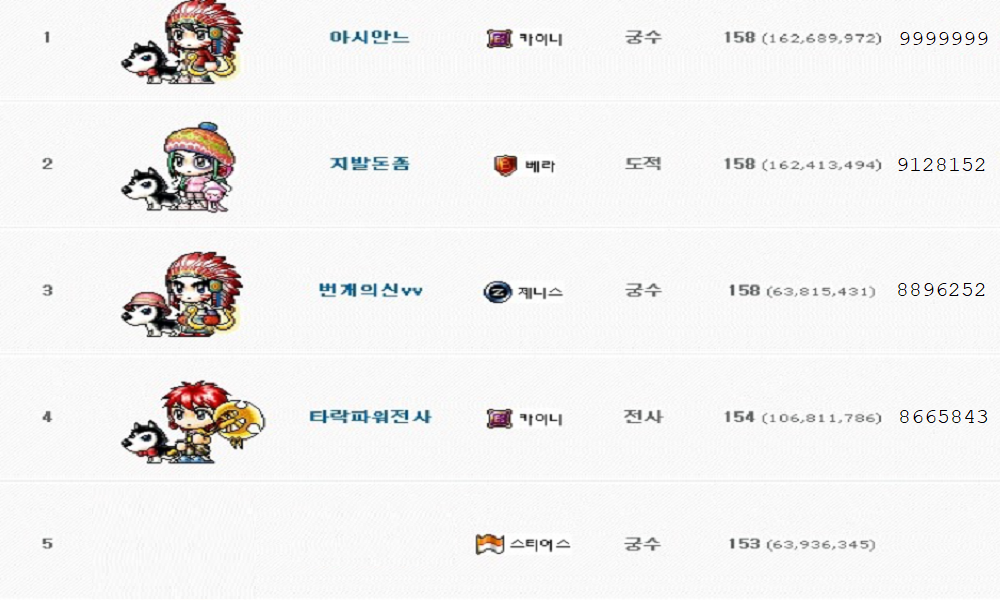 1 아시안느 카이니 궁수 158 (162,689,972) 9999999
2 지발돈좀 베라 도적 158 (162,413,494) 9128152
3 번개의신vv 제니스 궁수 158 (63,815,431) 8896252
4 타락파워전사 카이니 전사 154 (106,811,786) 8665843
5 스티어스 궁수 153 (63,936,345)